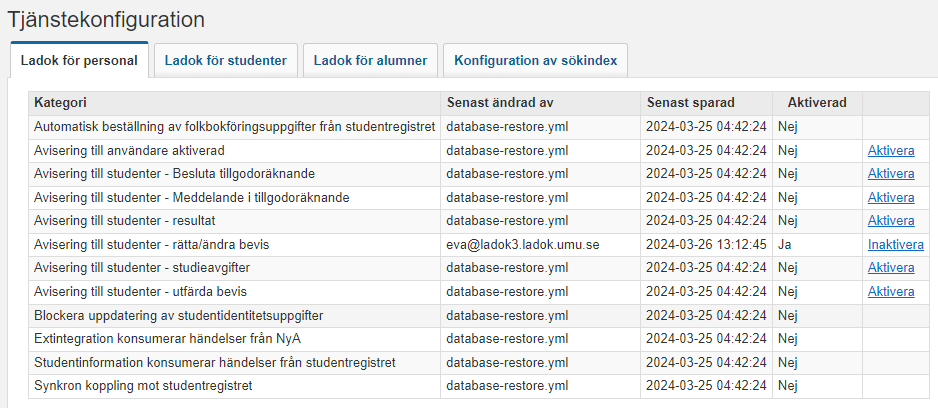 Tjänstekonfiguration
Ladok för personal Ladok för studenter Ladok för alumner Konfiguration av sökindex
Kategori Senast ändrad av Senast sparad Aktiverad
Automatisk beställning av folkbokföringsuppgifter från studentregistret database-restore.yml 2024-03-25 04:42:24 Nej
Avisering till användare aktiverad database-restore.yml 2024-03-25 04:42:24 Nej Aktivera
Avisering till studenter - Besluta tillgodoräknande database-restore.yml 2024-03-25 04:42:24 Nej Aktivera
Avisering till studenter - Meddelande i tillgodoräknande database-restore.yml 2024-03-25 04:42:24 Nej Aktivera
Avisering till studenter - resultat database-restore.yml 2024-03-25 04:42:24 Nej Aktivera
Avisering till studenter - rätta/ändra bevis eva@ladok3.ladok.umu.se 2024-03-26 13:12:45 Ja Inaktivera
Avisering till studenter - studieavgifter database-restore.yml 2024-03-25 04:42:24 Nej Aktivera
Avisering till studenter - utfärda bevis database-restore.yml 2024-03-25 04:42:24 Nej Aktivera
Blockera uppdatering av studentidentitetsuppgifter database-restore.yml 2024-03-25 04:42:24 Nej
Extintegration konsumerar händelser från NyA database-restore.yml 2024-03-25 04:42:24 Nej
Studentinformation konsumerar händelser från studentregistret database-restore.yml 2024-03-25 04:42:24 Nej
Synkron koppling mot studentregistret database-restore.yml 2024-03-25 04:42:24 Nej